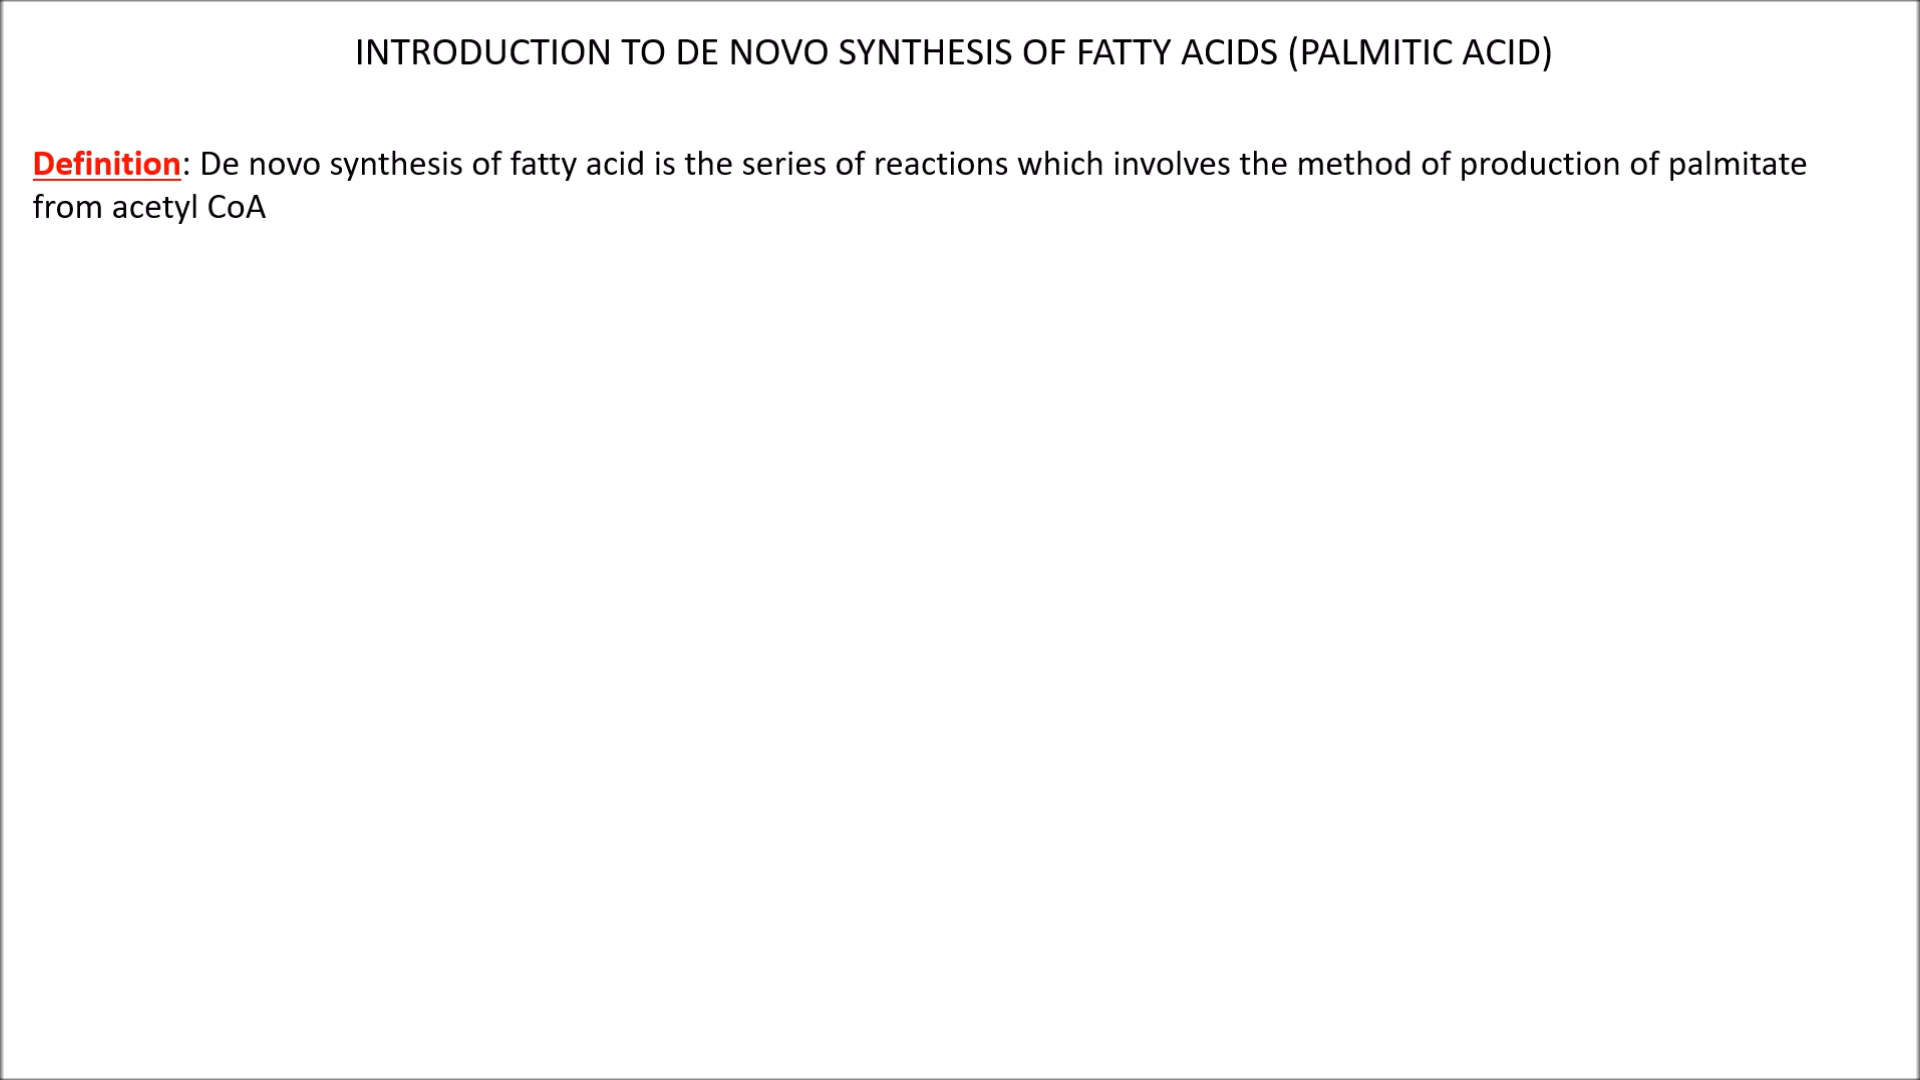 INTRODUCTION TO DE NOVO SYNTHESIS OF FATTY ACIDS (PALMITIC ACID)
Definition: De novo synthesis of fatty acid is the series of reactions which involves the method of production of palmitate
from acetyl CoA